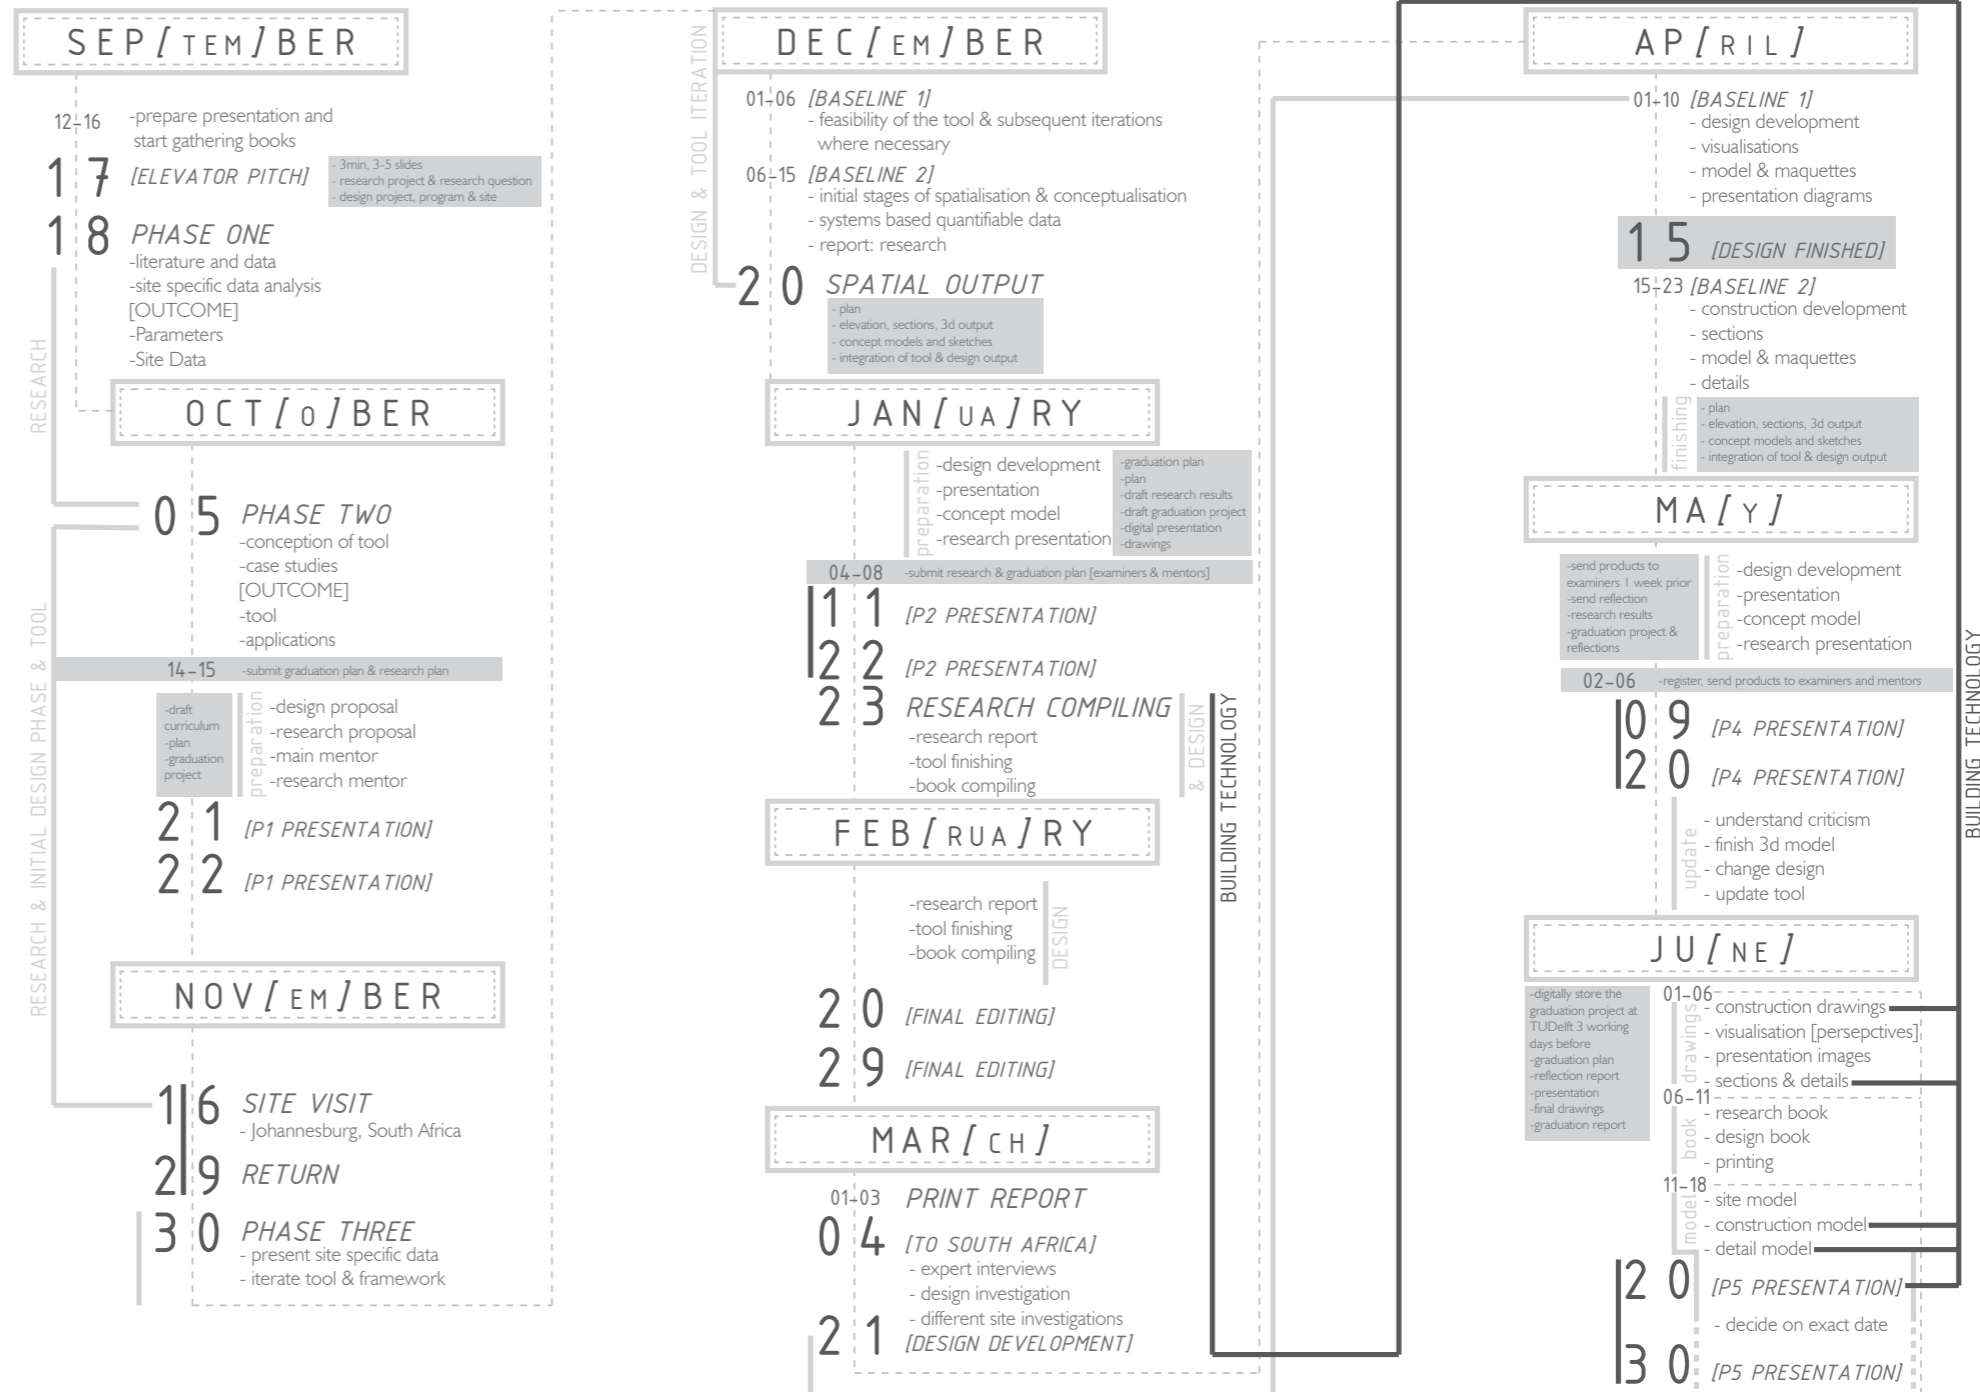 SEP[TEM]BER
12-16
-prepare presentation and
start gathering books
17
[ELEVATOR PITCH]
- 3min, 3-5 slides
- research project & research question
- design project, program & site
18
PHASE ONE
-literature and data
-site specific data analysis
[OUTCOME]
-Parameters
-Site Data
RESEARCH
OCT[O]BER
05
PHASE TWO
-conception of tool
-case studies
[OUTCOME]
-tool
-applications
14-15
-submit graduation plan & research plan
-draft
curriculum
-plan
-graduation
project
preparation
-design proposal
-research proposal
-main mentor
-research mentor
21
[P1 PRESENTATION]
22
[P1 PRESENTATION]
RESEARCH & INITIAL DESIGN PHASE & TOOL
NOV[EM]BER
16
SITE VISIT
- Johannesburg, South Africa
29
RETURN
30
PHASE THREE
- present site specific data
- iterate tool & framework
DESIGN & TOOL ITERATION
DEC[EM]BER
01-06 [BASELINE 1]
- feasibility of the tool & subsequent iterations
where necessary
06-15 [BASELINE 2]
- initial stages of spatialisation & conceptualisation
- systems based quantifiable data
- report: research
20
SPATIAL OUTPUT
- plan
- elevation, sections, 3d output
- concept models and sketches
- integration of tool & design output
JAN[UA]RY
preparation
-design development
-presentation
-concept model
-research presentation
-graduation plan
-plan
-draft research results
-draft graduation project
-digital presentation
-drawings
04-08
-submit research & graduation plan [examiners & mentors]
11
[P2 PRESENTATION]
22
[P2 PRESENTATION]
23
RESEARCH COMPILING
-research report
-tool finishing
-book compiling
& DESIGN
BUILDING TECHNOLOGY
FEB[RUA]RY
-research report
-tool finishing
-book compiling
DESIGN
20
[FINAL EDITING]
29
[FINAL EDITING]
MAR[CH]
01-03 PRINT REPORT
04
[TO SOUTH AFRICA]
- expert interviews
- design investigation
- different site investigations
21
[DESIGN DEVELOPMENT]
AP[RIL]
01-10 [BASELINE 1]
- design development
- visualisations
- model & maquettes
- presentation diagrams
15
[DESIGN FINISHED]
15-23 [BASELINE 2]
- construction development
- sections
- model & maquettes
- details
finishing
- plan
- elevation, sections, 3d output
- concept models and sketches
- integration of tool & design output
MA[Y]
-send products to
examiners 1 week prior
-send reflection
-research results
-graduation project &
reflections
preparation
-design development
-presentation
-concept model
-research presentation
02-06
-register, send products to examiners and mentors
09
[P4 PRESENTATION]
20
[P4 PRESENTATION]
update
- understand criticism
- finish 3d model
- change design
- update tool
BUILDING TECHNOLOGY
JU[NE]
-digitally store the
graduation project at
TUDelft 3 working
days before
-graduation plan
-reflection report
-presentation
-final drawings
-graduation report
01-06
drawings
- construction drawings
- visualisation [persepctives]
- presentation images
- sections & details
06-11
book
- research book
- design book
- printing
11-18
model
- site model
- construction model
- detail model
20
[P5 PRESENTATION]
- decide on exact date
30
[P5 PRESENTATION]